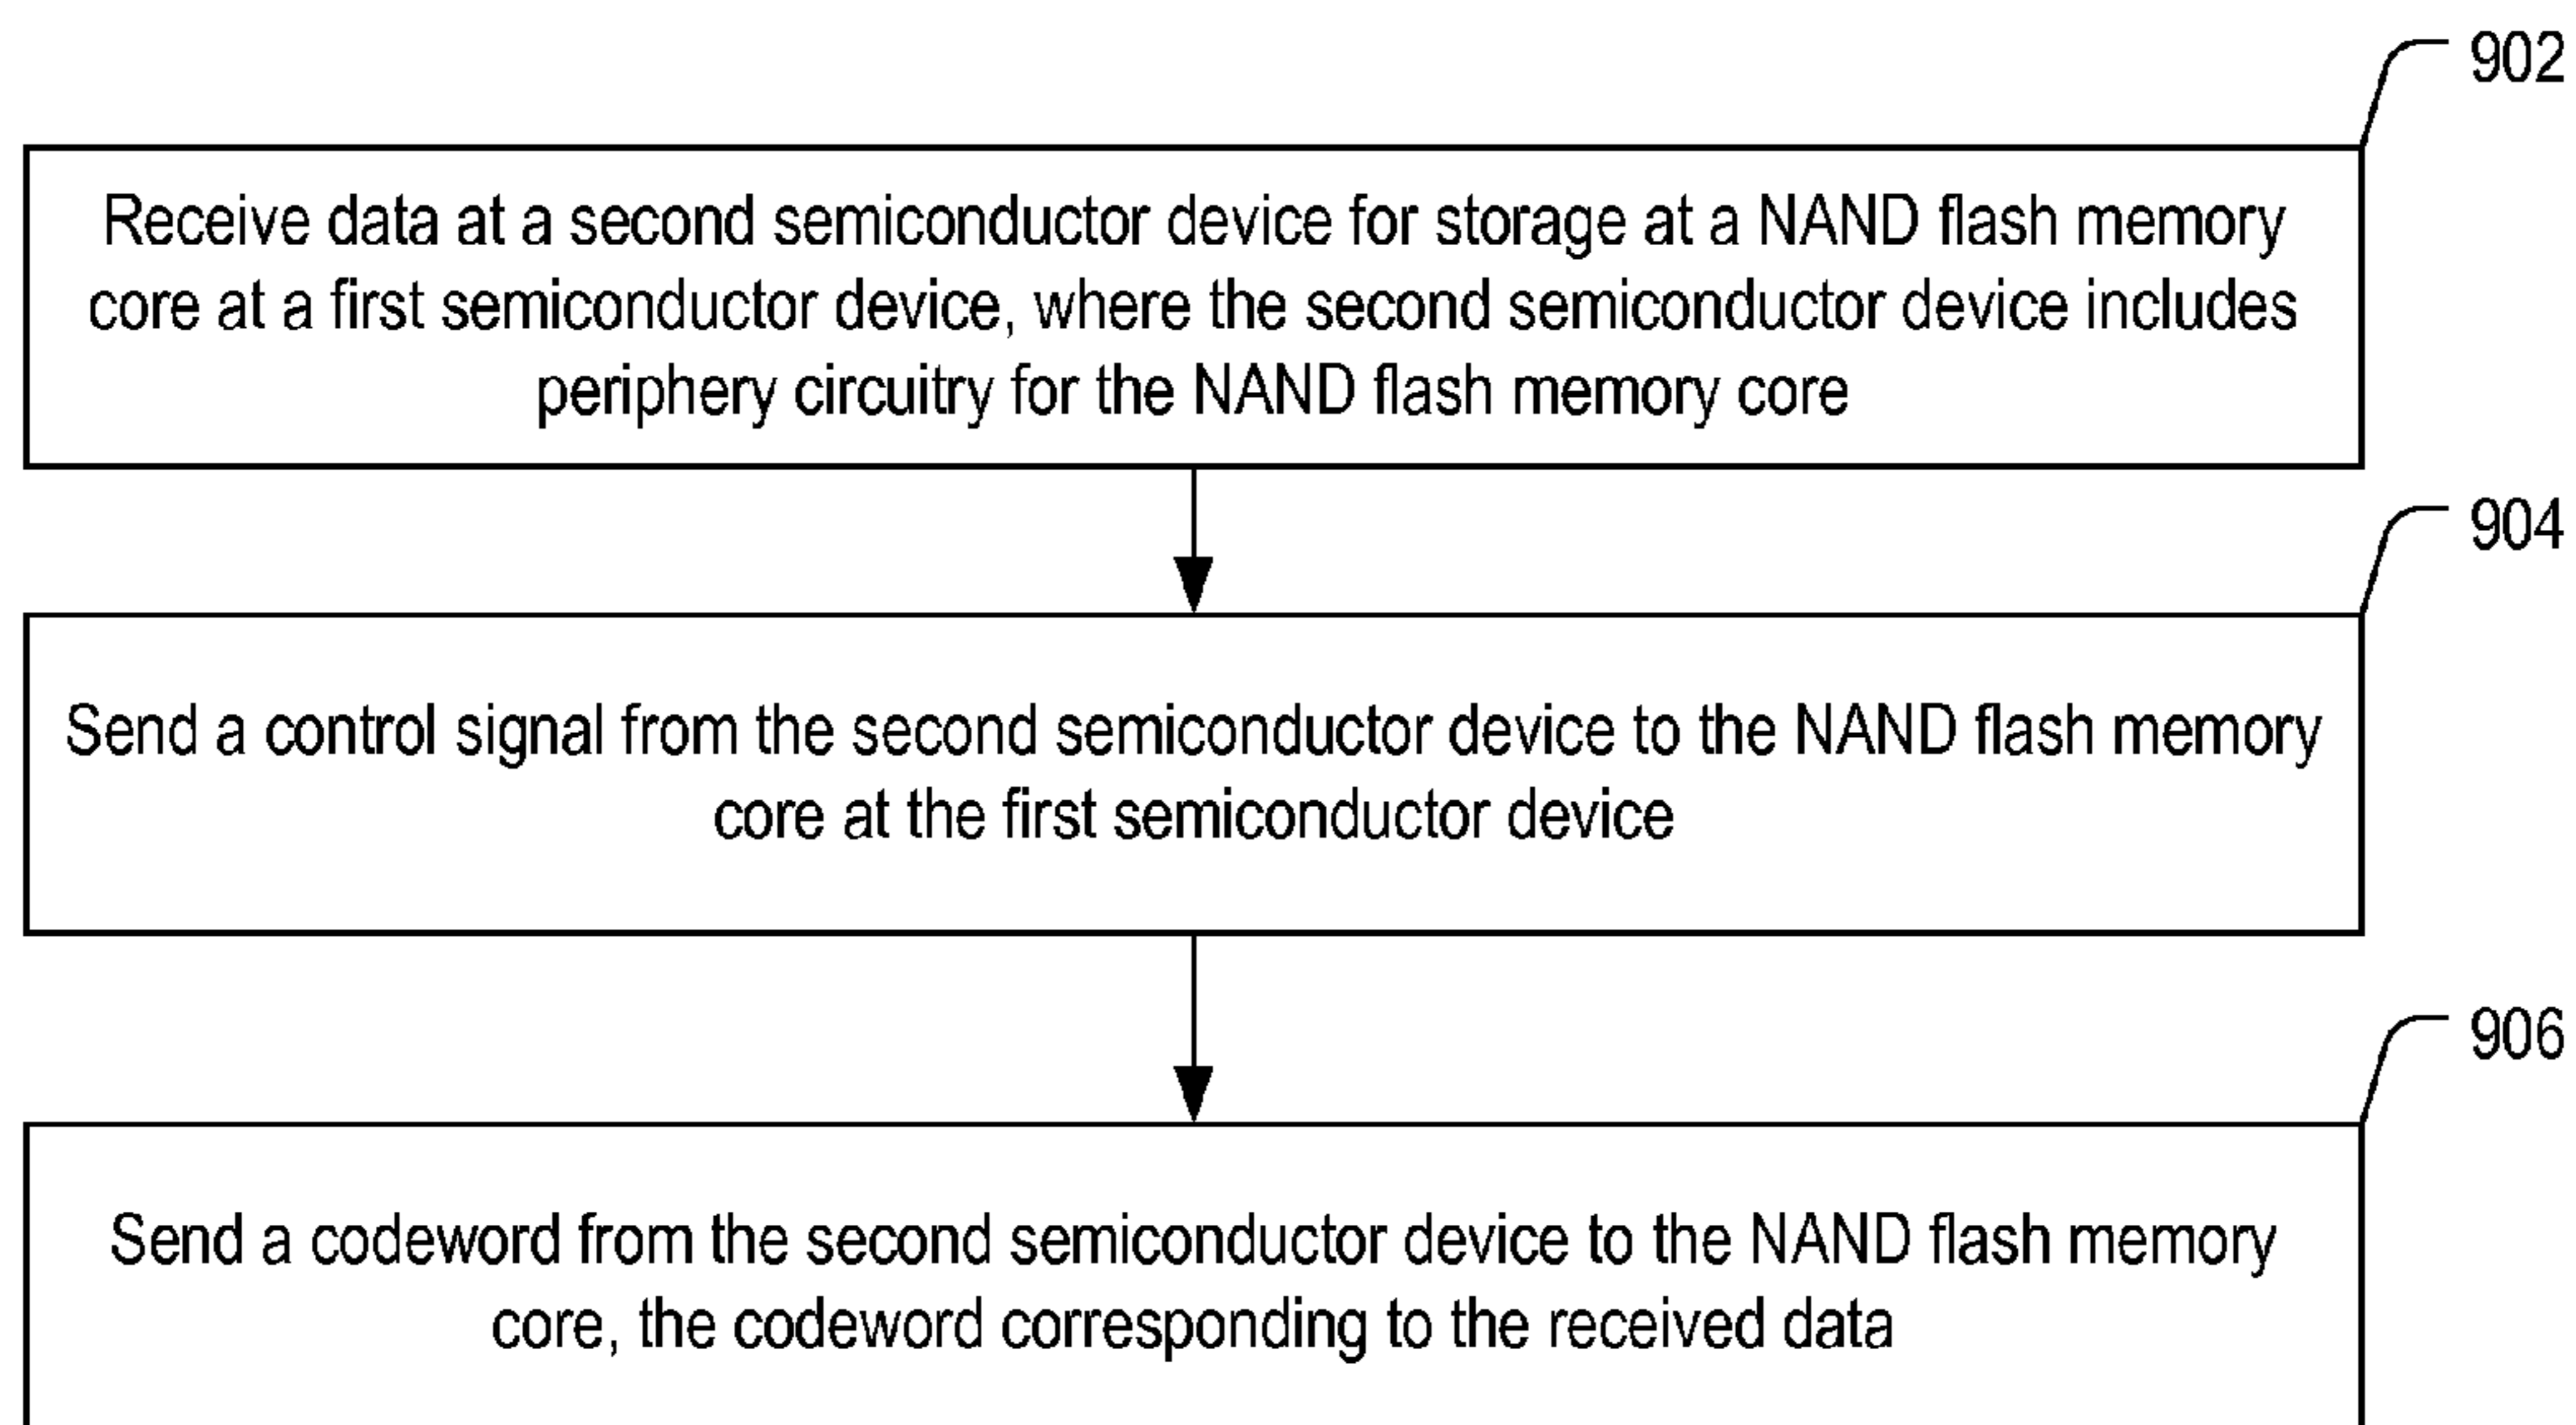 902
Receive data at a second semiconductor device for storage at a NAND flash memory
core at a first semiconductor device, where the second semiconductor device includes
periphery circuitry for the NAND flash memory core
904
Send a control signal from the second semiconductor device to the NAND flash memory
core at the first semiconductor device
906
Send a codeword from the second semiconductor device to the NAND flash memory
core, the codeword corresponding to the received data